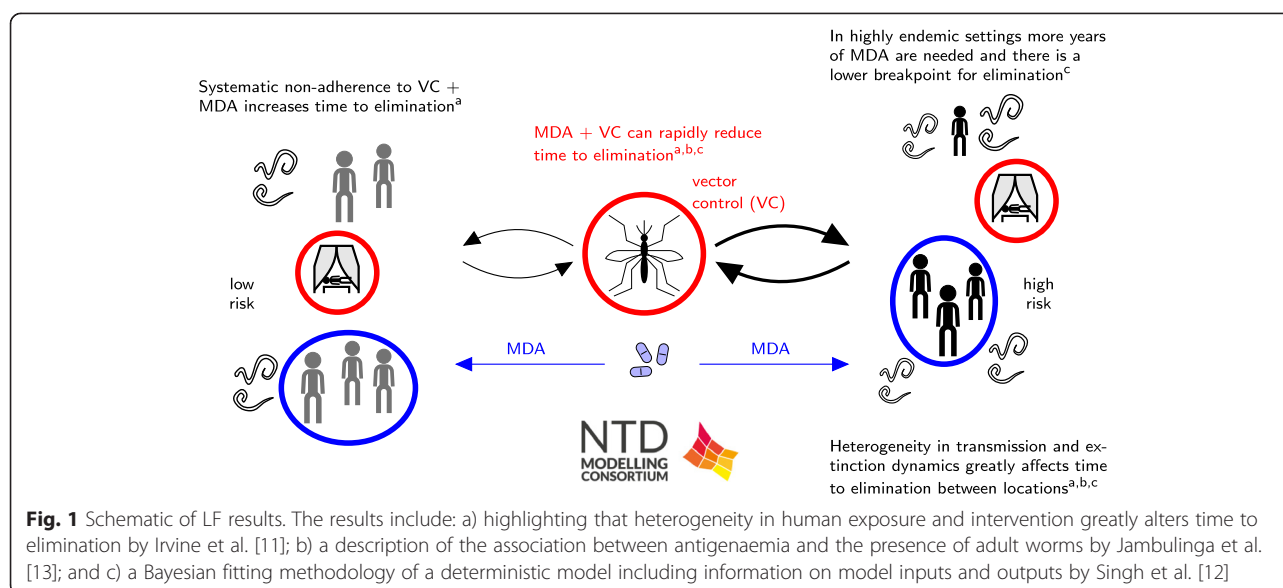 Systematic non-adherence to VC +
MDA increases time to eliminationᵃ
In highly endemic settings more years
of MDA are needed and there is a
lower breakpoint for eliminationᶜ
MDA + VC can rapidly reduce
time to eliminationᵃ,ᵇ,ᶜ
vector
control (VC)
low
risk
high
risk
MDA
MDA
NTD
MODELLING
CONSORTIUM
Heterogeneity in transmission and ex-
tinction dynamics greatly affects time
to elimination between locationsᵃ,ᵇ,ᶜ
Fig. 1 Schematic of LF results. The results include: a) highlighting that heterogeneity in human exposure and intervention greatly alters time to
elimination by Irvine et al. [11]; b) a description of the association between antigenaemia and the presence of adult worms by Jambulinga et al.
[13]; and c) a Bayesian fitting methodology of a deterministic model including information on model inputs and outputs by Singh et al. [12]